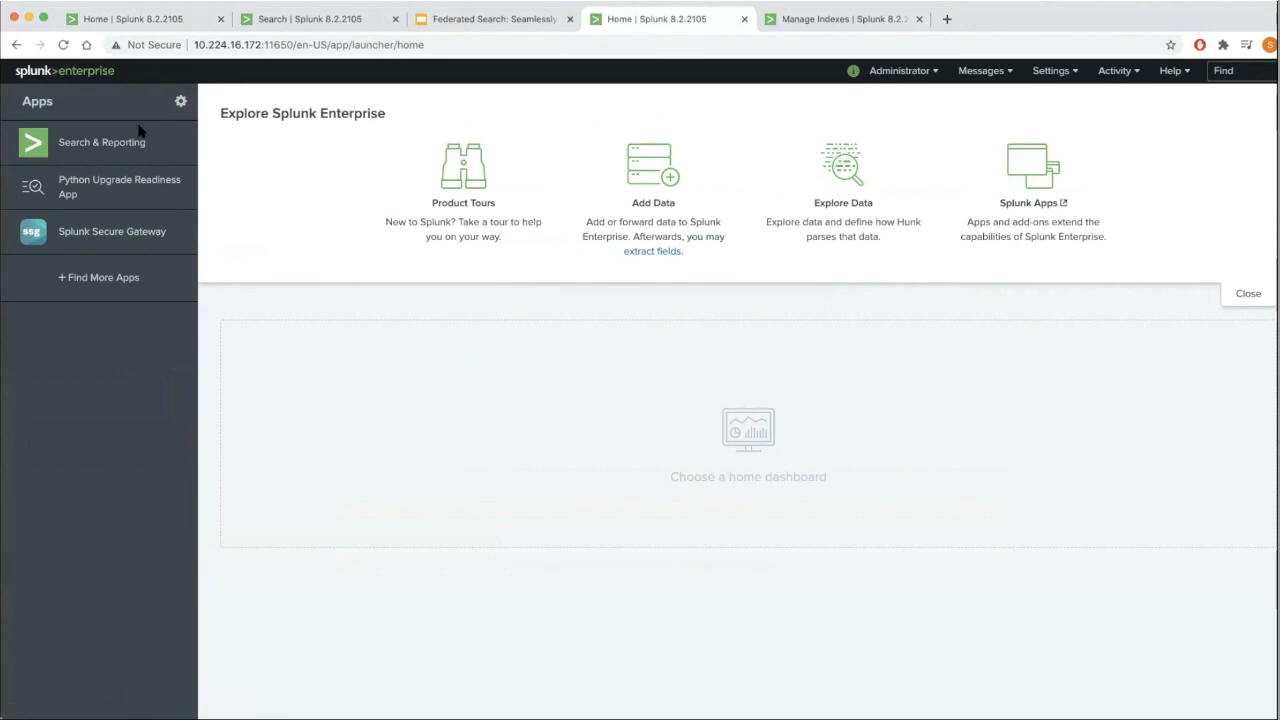 Home | Splunk 8.2.2105
Search | Splunk 8.2.2105
Federated Search: Seamlessly
Home | Splunk 8.2.2105
Manage Indexes | Splunk 8.2.2
Not Secure | 10.224.16.172:11650/en-US/app/launcher/home
S
splunk>enterprise
i
Administrator
Messages
Settings
Activity
Help
Find
Apps
Search & Reporting
Python Upgrade Readiness
App
ssg
Splunk Secure Gateway
+ Find More Apps
Explore Splunk Enterprise
Product Tours
New to Splunk? Take a tour to help
you on your way.
Add Data
Add or forward data to Splunk
Enterprise. Afterwards, you may
extract fields.
Explore Data
Explore data and define how Hunk
parses that data.
Splunk Apps
Apps and add-ons extend the
capabilities of Splunk Enterprise.
Close
Choose a home dashboard